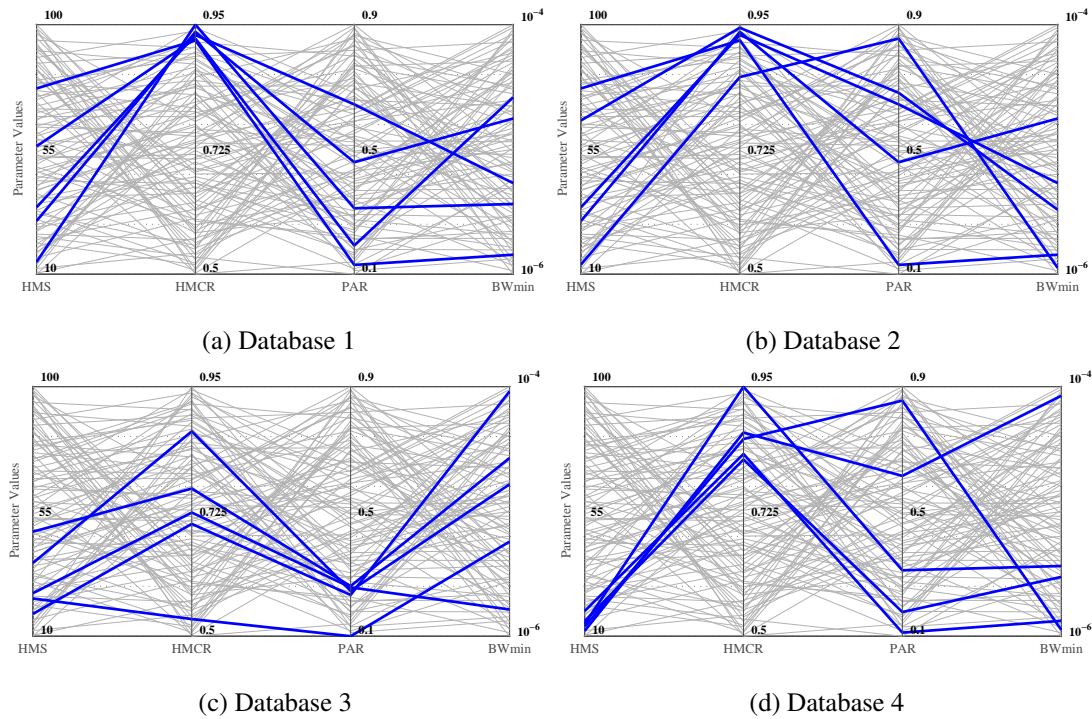 100 0.95 0.9 10⁻⁴
Parameter Values
55 0.725 0.5
10 0.5 0.1 10⁻⁶
HMS HMCR PAR BWmin
(a) Database 1
100 0.95 0.9 10⁻⁴
Parameter Values
55 0.725 0.5
10 0.5 0.1 10⁻⁶
HMS HMCR PAR BWmin
(b) Database 2
100 0.95 0.9 10⁻⁴
Parameter Values
55 0.725 0.5
10 0.5 0.1 10⁻⁶
HMS HMCR PAR BWmin
(c) Database 3
100 0.95 0.9 10⁻⁴
Parameter Values
55 0.725 0.5
10 0.5 0.1 10⁻⁶
HMS HMCR PAR BWmin
(d) Database 4